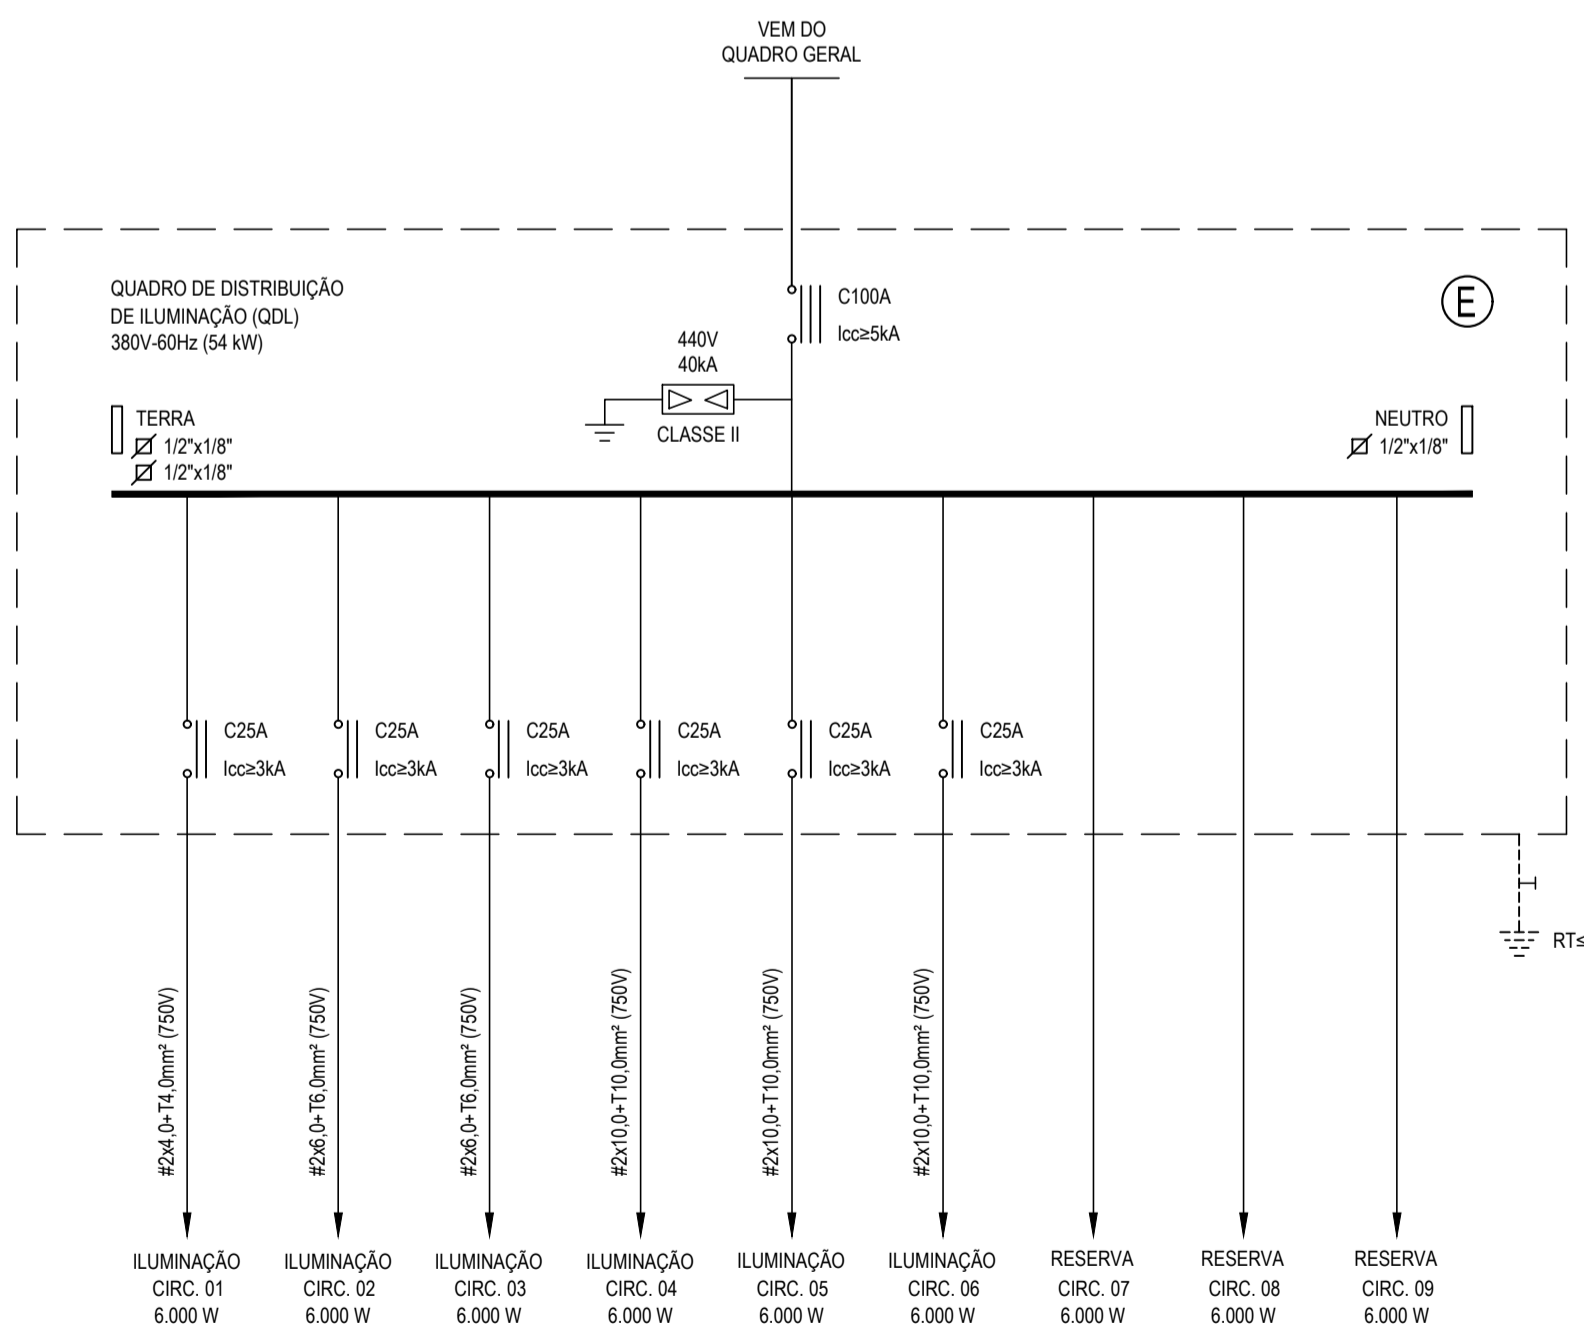 VEM DO
QUADRO GERAL
QUADRO DE DISTRIBUIÇÃO
DE ILUMINAÇÃO (QDL)
380V-60Hz (54 kW)
C100A
Icc≥5kA
E
440V
40kA
CLASSE II
TERRA
1/2"x1/8"
1/2"x1/8"
NEUTRO
1/2"x1/8"
C25A
Icc≥3kA
C25A
Icc≥3kA
C25A
Icc≥3kA
C25A
Icc≥3kA
C25A
Icc≥3kA
C25A
Icc≥3kA
RT≤
#2x4,0+T4,0mm² (750V)
#2x6,0+T6,0mm² (750V)
#2x6,0+T6,0mm² (750V)
#2x10,0+T10,0mm² (750V)
#2x10,0+T10,0mm² (750V)
#2x10,0+T10,0mm² (750V)
ILUMINAÇÃO
CIRC. 01
6.000 W
ILUMINAÇÃO
CIRC. 02
6.000 W
ILUMINAÇÃO
CIRC. 03
6.000 W
ILUMINAÇÃO
CIRC. 04
6.000 W
ILUMINAÇÃO
CIRC. 05
6.000 W
ILUMINAÇÃO
CIRC. 06
6.000 W
RESERVA
CIRC. 07
6.000 W
RESERVA
CIRC. 08
6.000 W
RESERVA
CIRC. 09
6.000 W